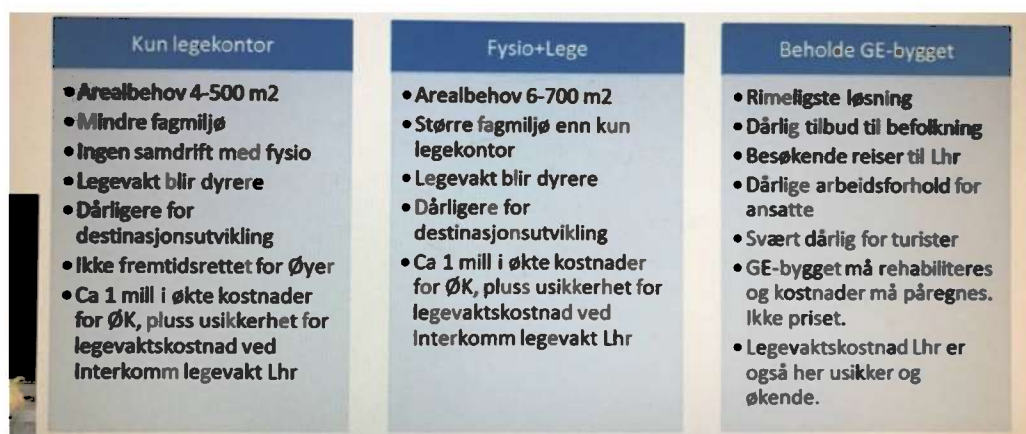 Kun legekontor
• Arealbehov 4-500 m2
• Mindre fagmiljø
• Ingen samdrift med fysio
• Legevakt blir dyrere
• Dårligere for
destinasjonsutvikling
• Ikke fremtidsrettet for Øyer
• Ca 1 mill i økte kostnader
for ØK, pluss usikkerhet for
legevaktskostnad ved
interkomm legevakt Lhr
Fysio+Lege
• Arealbehov 6-700 m2
• Större fagmiljø enn kun
legekontor
• Legevakt blir dyrere
• Dårligere for
destinasjonsutvikling
• Ca 1 mill i økte kostnader
for ØK, pluss usikkerhet for
legevaktskostnad ved
interkomm legevakt Lhr
Beholde GE-bygget
• Rimeligste løsning
• Dårlig tilbud til befolkning
• Besøkende reiser til Lhr
• Dårlige arbeidsforhold for
ansatte
• Svært dårlig for turister
• GE-bygget må rehabiliteres
og kostnader må påregnes.
Ikke priset.
• Legevaktskostnad Lhr er
også her usikker og
økende.